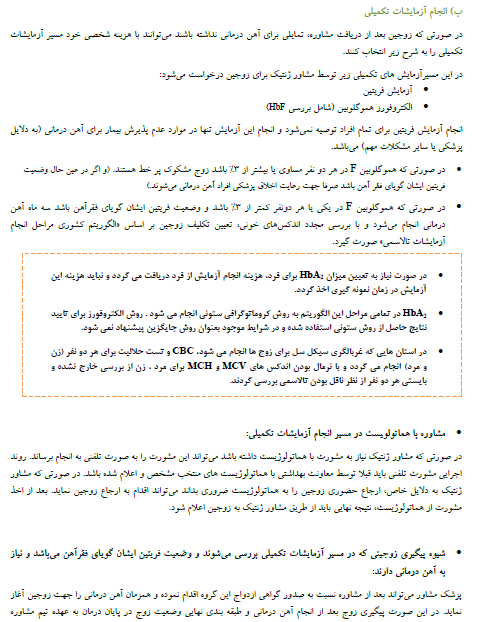 ب) انجام آزمایشات تکمیلی
در صورتی که زوجین بعد از دریافت مشاوره، تمایلی برای آهن درمانی نداشته باشند می‌توانند با هزینه شخصی خود مسیر آزمایشات
تکمیلی را به شرح زیر انتخاب کنند.
در این مسیرآزمایش های تکمیلی زیر توسط مشاور ژنتیک برای زوجین درخواست می‌شود:
• آزمایش فریتین
• الکتروفورز هموگلوبین (شامل بررسی HbF)
انجام آزمایش فریتین برای تمام افراد توصیه نمی‌شود و انجام این آزمایش تنها در موارد عدم پذیرش بیمار برای آهن درمانی (به دلایل
پزشکی یا سایر مشکلات مهم) می‌باشد.
• در صورتی که هموگلوبین F در هر دو نفر مساوی یا بیشتر از ۳٪ باشد زوج مشکوک پر خطر هستند. (و اگر در عین حال وضعیت
فریتین ایشان گویای فقر آهن باشد صرفا جهت رعایت اخلاق پزشکی افراد آهن درمانی می‌شوند.)
• در صورتی که هموگلوبین F در یکی یا هر دونفر کمتر از ۳٪ باشد و وضعیت فریتین ایشان گویای فقرآهن باشد سه ماه آهن
درمانی انجام می‌شود و با بررسی مجدد اندکس‌های خونی، تعیین تکلیف زوجین بر اساس «الگوریتم کشوری مراحل انجام
آزمایشات تالاسمی» صورت گیرد.
• در صورت نیاز به تعیین میزان HbA₂ برای فرد، هزینه انجام آزمایش از فرد دریافت می گردد و نباید هزینه این
آزمایش در زمان نمونه گیری اخذ گردد.
• HbA₂ در تمامی مراحل این الگوریتم به روش کروماتوگرافی ستونی انجام می شود . روش الکتروفورز برای تایید
نتایج حاصل از روش ستونی استفاده شده و در شرایط موجود بعنوان روش جایگزین پیشنهاد نمی شود.
• در استان هایی که غربالگری سیکل سل برای زوج ها انجام می شود، CBC و تست حلالیت برای هر دو نفر (زن
و مرد) انجام می گردد و با نرمال بودن اندکس های MCV و MCH برای مرد ، زن از بررسی خارج نشده و
بایستی هر دو نفر از نظر ناقل بودن تالاسمی بررسی گردند.
• مشاوره با هماتولویست در مسیر انجام آزمایشات تکمیلی:
در صورتی که مشاور ژنتیک نیاز به مشورت با هماتولوژیست داشته باشد می‌تواند این مشورت را به صورت تلفنی به انجام برساند. روند
اجرایی مشورت تلفنی باید قبلا توسط معاونت بهداشتی با هماتولوژیست های منتخب مشخص و اعلام شده باشد. در صورتی که مشاور
ژنتیک به دلایل خاص، ارجاع حضوری زوجین را به هماتولوژیست ضروری بداند می‌تواند اقدام به ارجاع زوجین نماید. بعد از اخذ
مشورت از هماتولوژیست، نتیجه نهایی باید از طریق مشاور ژنتیک به زوجین اعلام شود.
• شیوه پیگیری زوجینی که در مسیر آزمایشات تکمیلی بررسی می‌شوند و وضعیت فریتین ایشان گویای فقرآهن می‌باشد و نیاز
به آهن درمانی دارند:
پزشک مشاور می‌تواند بعد از مشاوره نسبت به صدور گواهی ازدواج این گروه اقدام نموده و همزمان آهن درمانی را جهت زوجین آغاز
نماید. در این صورت پیگیری زوج بعد از انجام آهن درمانی و طبقه بندی نهایی وضعیت زوج در پایان درمان به عهده تیم مشاوره